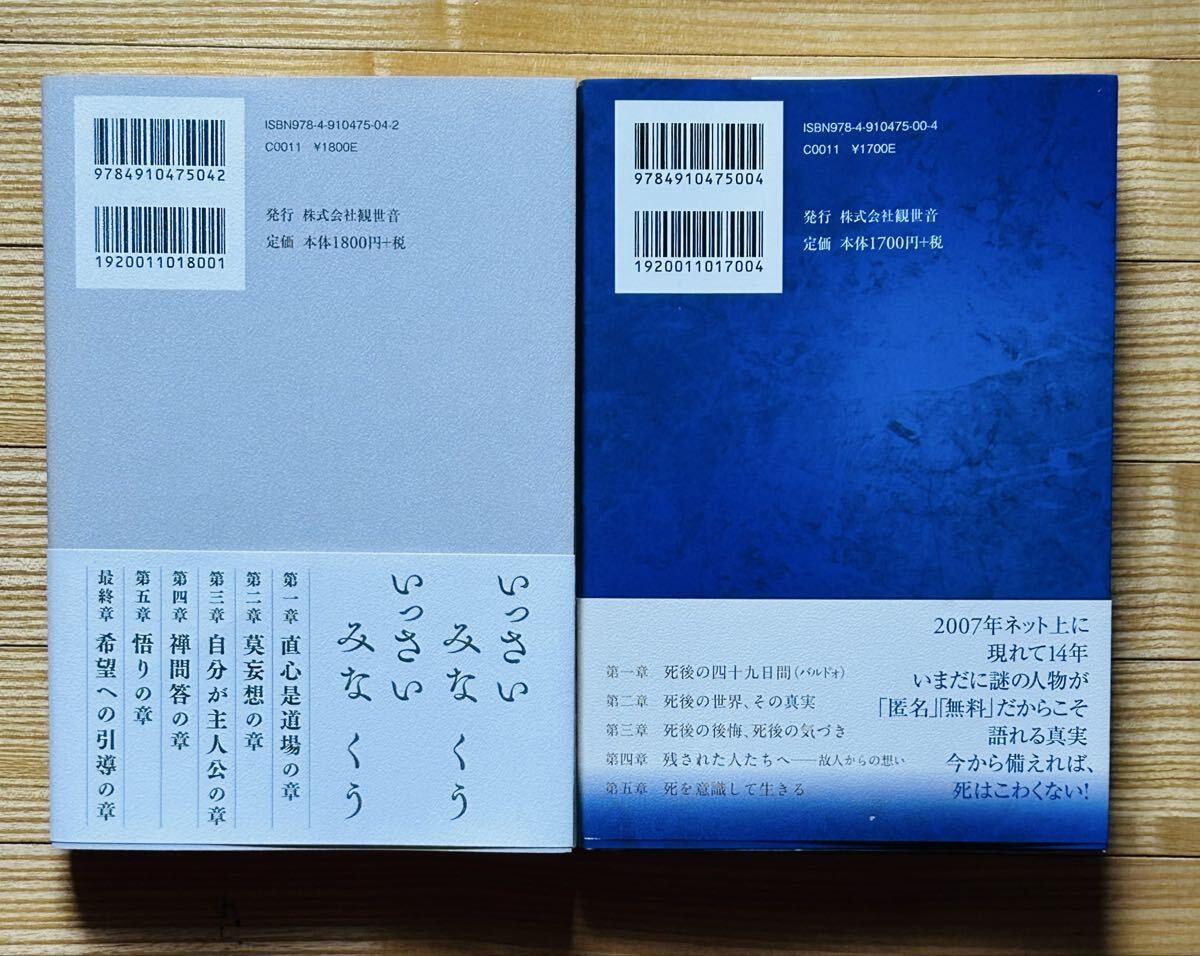 ISBN978-4-910475-04-2
C0011 ¥1800E
9784910475042
1920011018001
発行 株式会社観世音
定価 本体1800円+税
いっさい
みな くう
いっさい
みな くう
第一章 直心是道場の章
第二章 莫妄想の章
第三章 自分が主人公の章
第四章 禅問答の章
第五章 悟りの章
最終章 希望への引導の章
ISBN978-4-910475-00-4
C0011 ¥1700E
9784910475004
1920011017004
発行 株式会社観世音
定価 本体1700円+税
2007年ネット上に
現れて14年
いまだに謎の人物が
「匿名」「無料」だからこそ
語れる真実
今から備えれば、
死はこわくない!
第一章 死後の四十九日間(バルドォ)
第二章 死後の世界、その真実
第三章 死後の後悔、死後の気づき
第四章 残された人たちへ——故人からの想い
第五章 死を意識して生きる